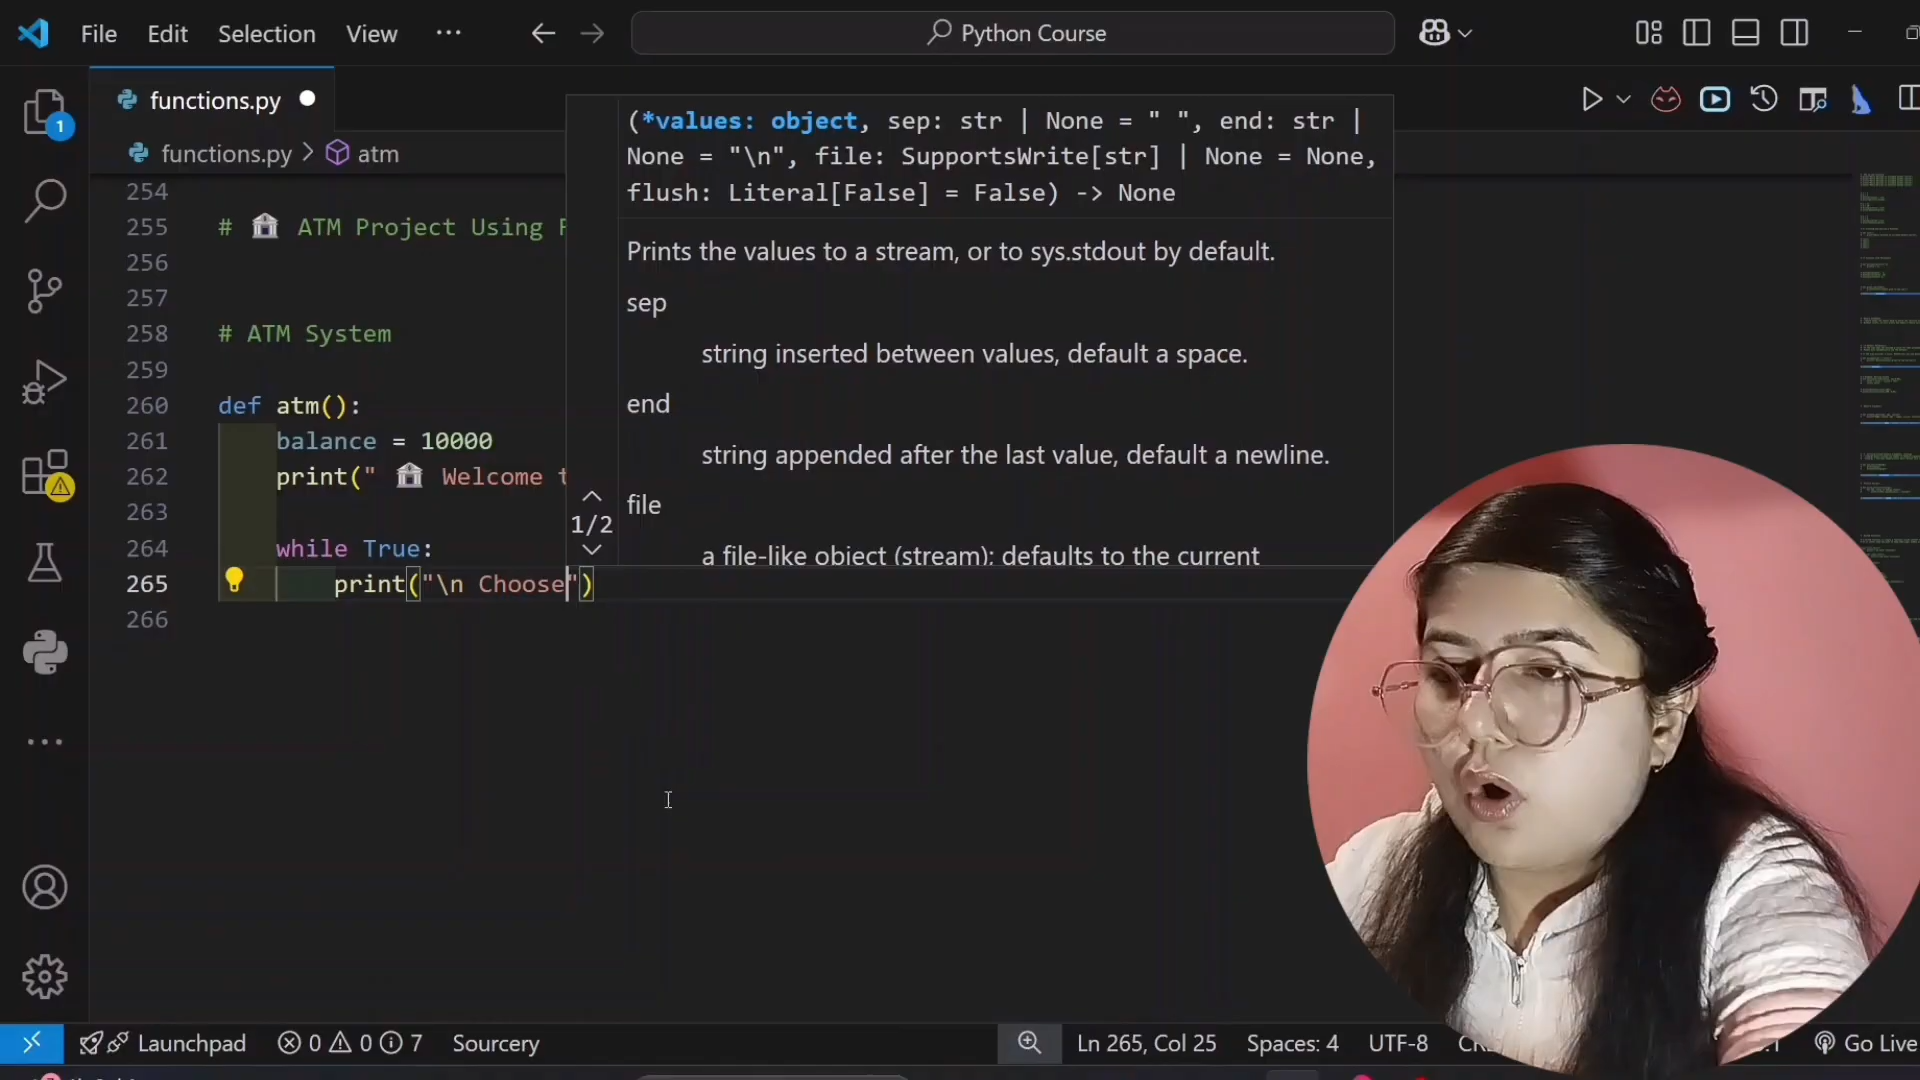 File Edit Selection View ... Python Course
functions.py
functions.py > atm
254
255 # ATM Project Using
256
257
258 # ATM System
259
260 def atm():
261 balance = 10000
262 print(" Welcome
263
264 while True:
265 print("\n Choose")
266
(*values: object, sep: str | None = " ", end: str |
None = "\n", file: SupportsWrite[str] | None = None,
flush: Literal[False] = False) -> None
Prints the values to a stream, or to sys.stdout by default.
sep
string inserted between values, default a space.
end
string appended after the last value, default a newline.
file
a file-like object (stream); defaults to the current
1/2
1
Launchpad 0 0 7 Sourcery Ln 265, Col 25 Spaces: 4 UTF-8 Go Live